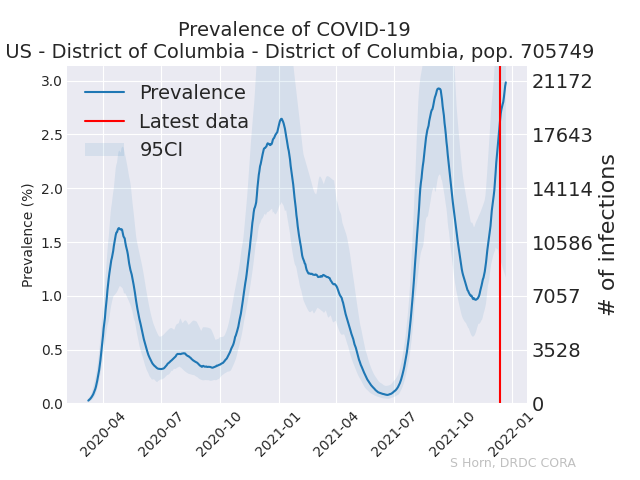 Prevalence of COVID-19
US - District of Columbia - District of Columbia, pop. 705749
Prevalence
Latest data
95CI
Prevalence (%)
3.0
2.5
2.0
1.5
1.0
0.5
0.0
21172
17643
14114
10586
7057
3528
0
# of infections
2020-04
2020-07
2020-10
2021-01
2021-04
2021-07
2021-10
2022-01
S Horn, DRDC CORA